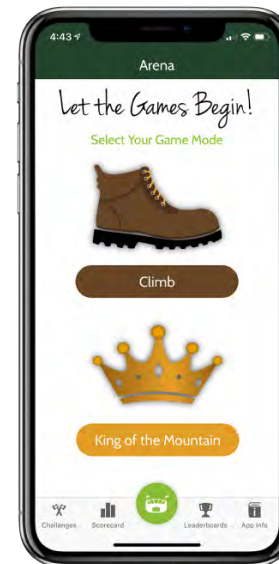 4:43
Arena
Let the Games Begin!
Select Your Game Mode
Climb
King of the Mountain
Challenges Scorecard Leaderboards App Info